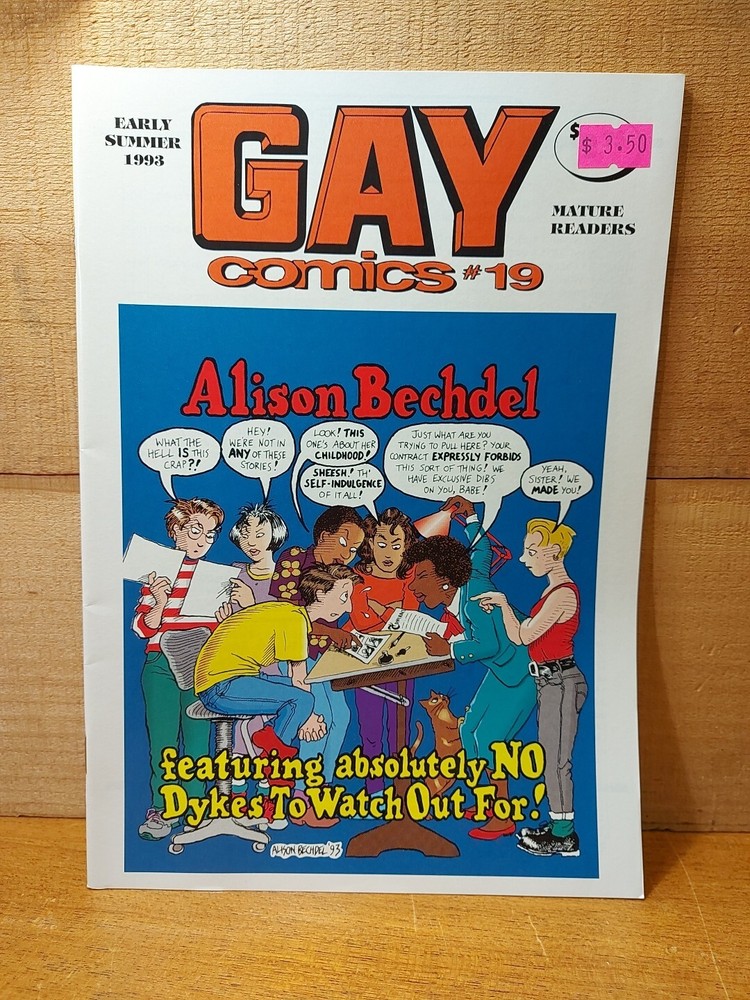 EARLY
SUMMER
1993
GAY
comics #19
$
$ 3.50
MATURE
READERS
Alison Bechdel
WHAT THE
HELL IS THIS
CRAP?!
HEY!
WERE NOT IN
ANY OF THESE
STORIES!
LOOK! THIS
ONE'S ABOUT HER
CHILDHOOD!
SHEESH! TH'
SELF-INDULGENCE
OF IT ALL!
JUST WHAT ARE YOU
TRYING TO PULL HERE? YOUR
CONTRACT EXPRESSLY FORBIDS
THIS SORT OF THING! WE
HAVE EXCLUSIVE DIBS
ON YOU, BABE!
YEAH,
SISTER! WE
MADE YOU!
featuring absolutely NO
Dykes To Watch Out For!
ALISON BECHDEL '93